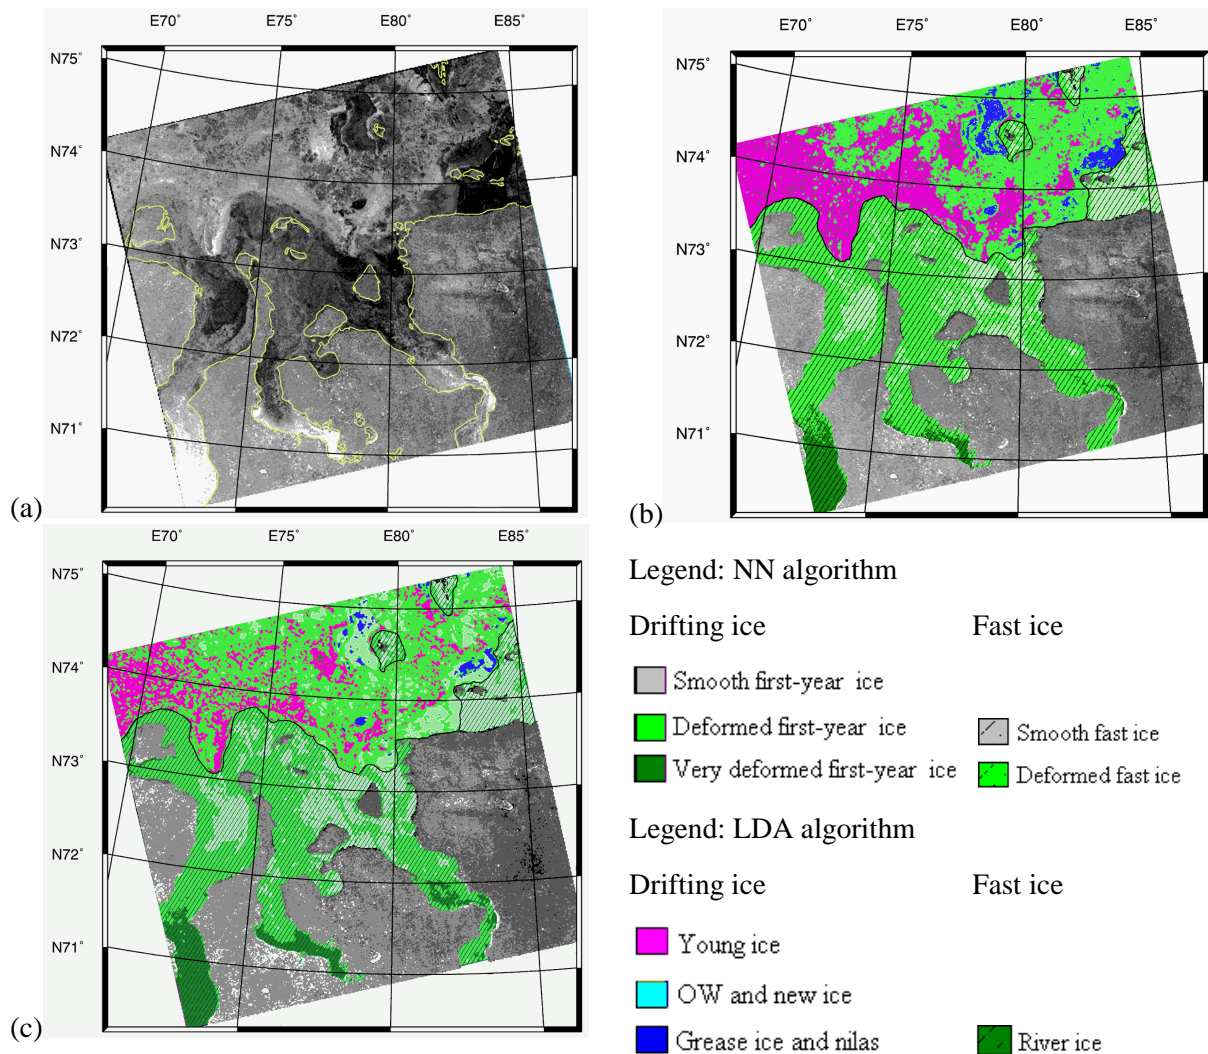 E70° E75° E80° E85°
N75°
N74°
N73°
N72°
N71°
(a)
E70° E75° E80° E85°
N75°
N74°
N73°
N72°
N71°
(b)
E70° E75° E80° E85°
N75°
N74°
N73°
N72°
N71°
(c)
Legend: NN algorithm
Drifting ice Fast ice
Smooth first-year ice
Deformed first-year ice Smooth fast ice
Very deformed first-year ice Deformed fast ice
Legend: LDA algorithm
Drifting ice Fast ice
Young ice
OW and new ice
Grease ice and nilas River ice